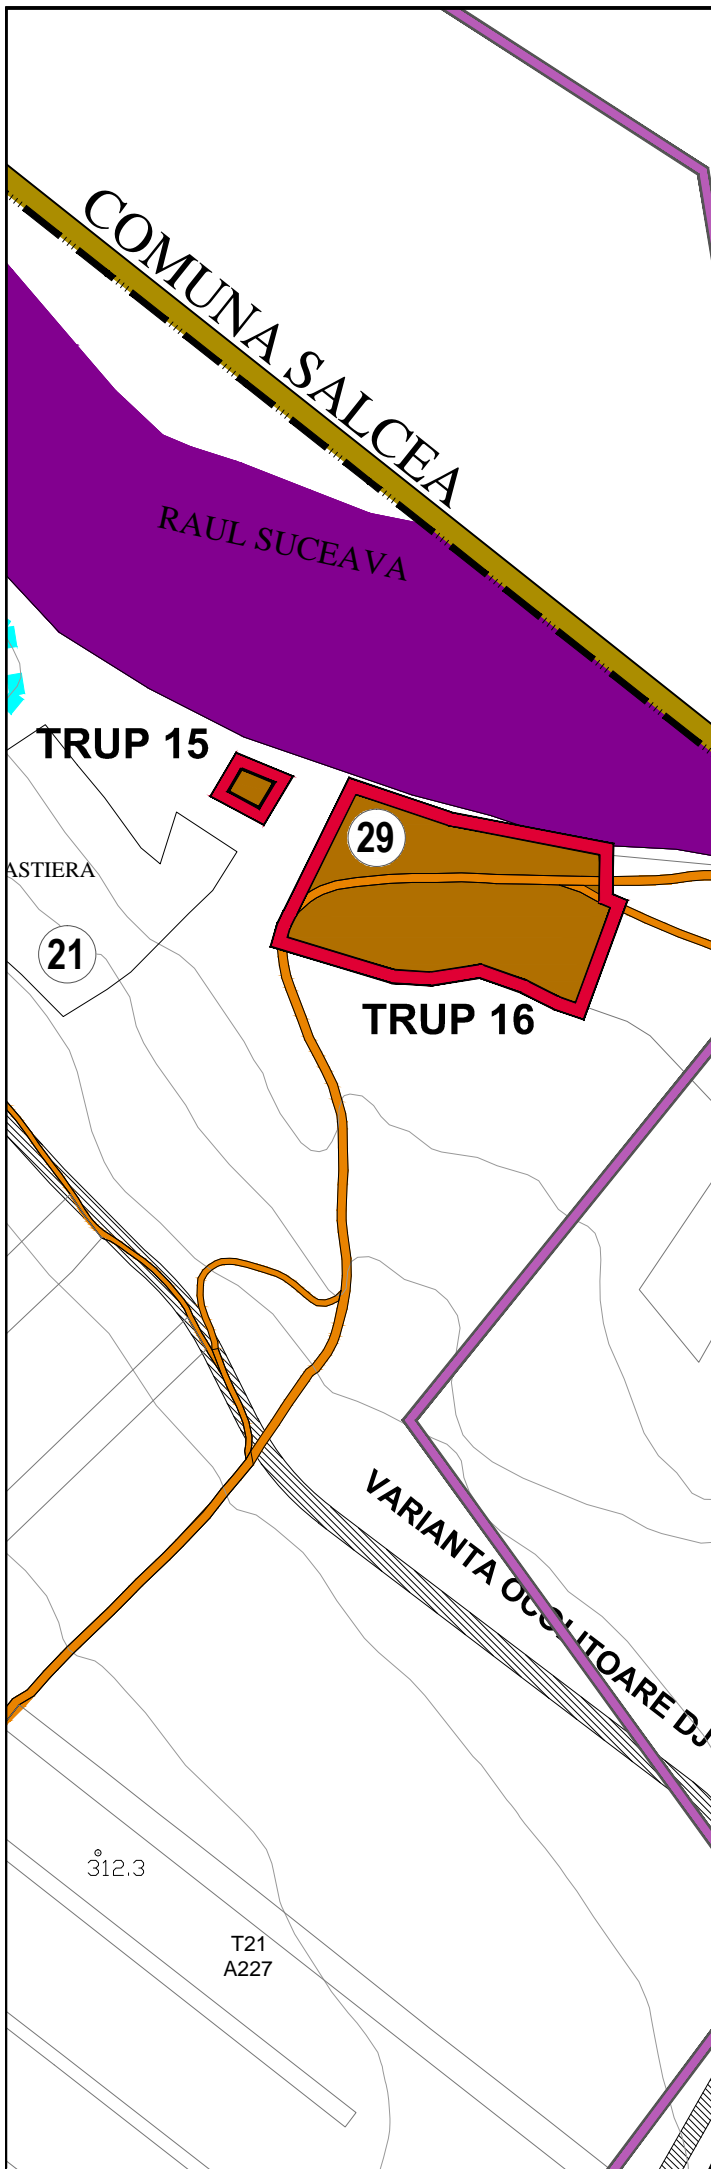 COMUNA SALCEA
RAUL SUCEAVA
TRUP 15
29
ASTIERA
21
TRUP 16
VARIANTA OCOLITOARE DJ
312.3
T21
A227